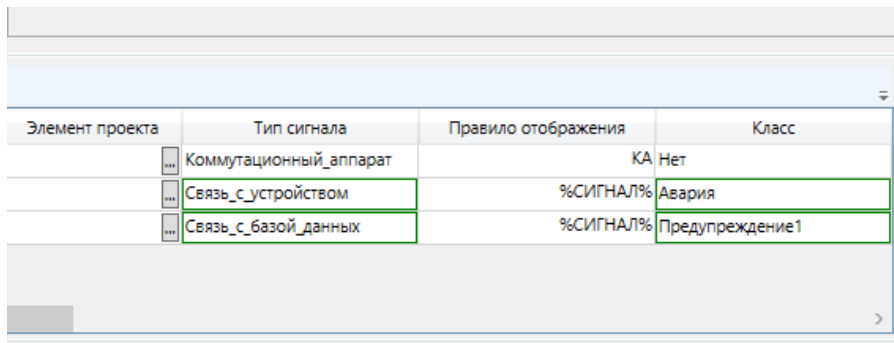 Элемент проекта Тип сигнала Правило отображения Класс
... Коммутационный_аппарат КА Нет
... Связь_с_устройством %СИГНАЛ% Авария
... Связь_с_базой_данных %СИГНАЛ% Предупреждение1